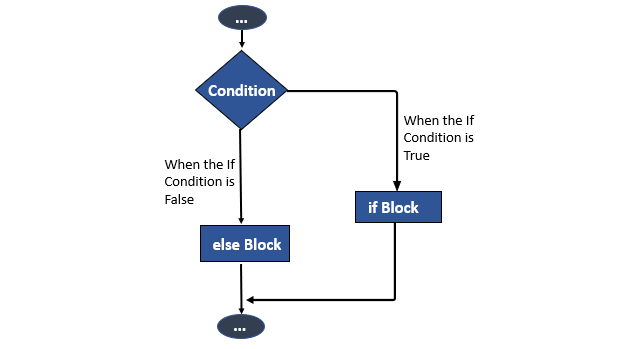 ...
Condition
When the If
Condition is
True
When the If
Condition is
False
if Block
else Block
...